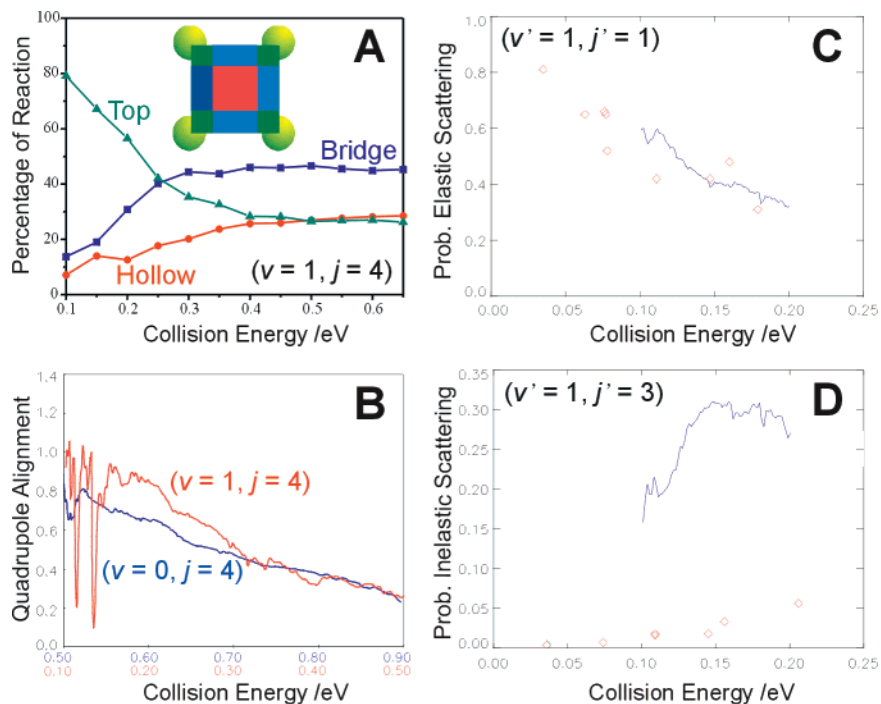 A
100
80
60
40
20
0
Percentage of Reaction
Top
Bridge
Hollow
(v = 1, j = 4)
0.1 0.2 0.3 0.4 0.5 0.6
Collision Energy /eV
B
1.4
1.2
1.0
0.8
0.6
0.4
0.2
0.0
Quadrupole Alignment
(v = 1, j = 4)
(v = 0, j = 4)
0.50 0.60 0.70 0.80 0.90
0.10 0.20 0.30 0.40 0.50
Collision Energy /eV
C
(v' = 1, j' = 1)
1.0
0.8
0.6
0.4
0.2
0.0
Prob. Elastic Scattering
0.00 0.05 0.10 0.15 0.20 0.25
Collision Energy /eV
D
(v' = 1, j' = 3)
0.35
0.30
0.25
0.20
0.15
0.10
0.05
0.00
Prob. Inelastic Scattering
0.00 0.05 0.10 0.15 0.20 0.25
Collision Energy /eV